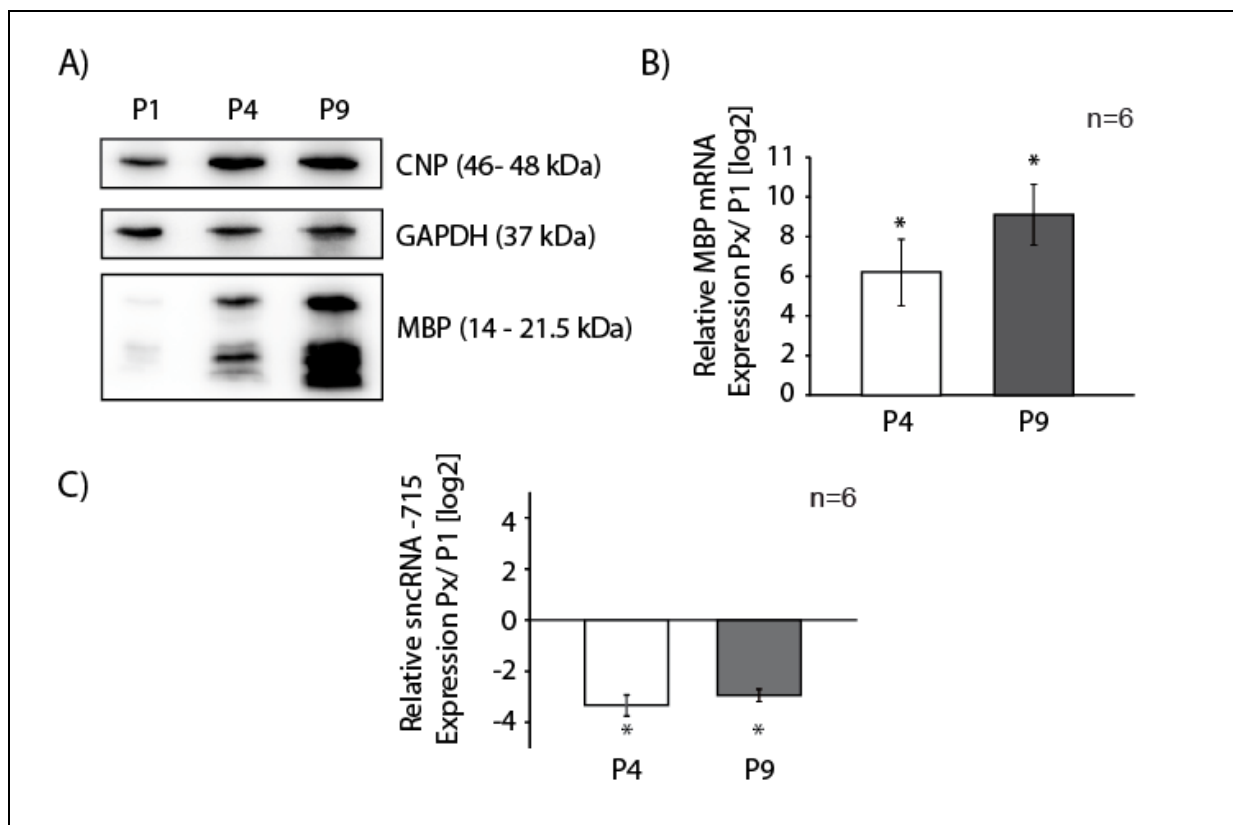 A)
P1 P4 P9
CNP (46- 48 kDa)
GAPDH (37 kDa)
MBP (14 - 21.5 kDa)
B)
n=6
Relative MBP mRNA
Expression Px/ P1 [log2]
11
10
8
6
4
2
0
*
*
P4 P9
C)
n=6
Relative sncRNA -715
Expression Px/ P1 [log2]
4
2
0
-2
-4
* *
P4 P9